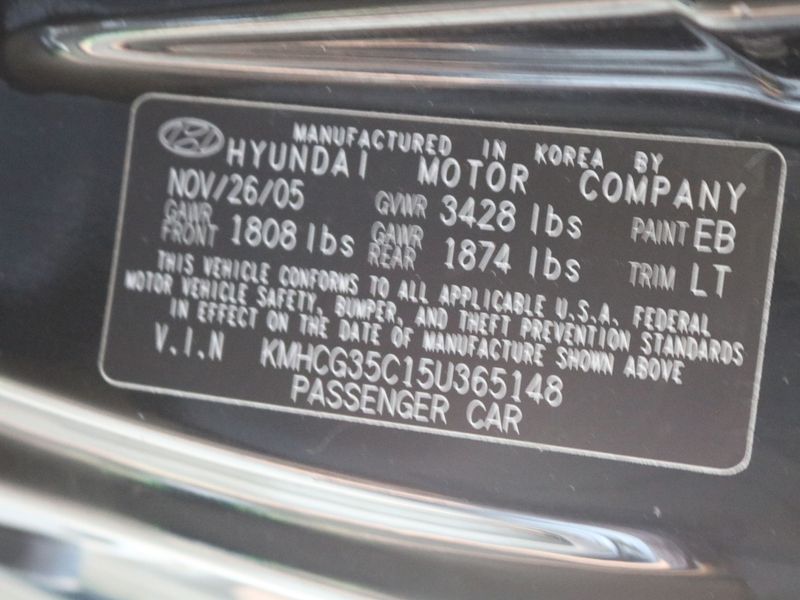 MANUFACTURED IN KOREA BY
HYUNDAI MOTOR COMPANY
NOV/26/05 GVWR 3428 lbs PAINT EB
GAWR FRONT 1808 lbs GAWR REAR 1874 lbs TRIM LT
THIS VEHICLE CONFORMS TO ALL APPLICABLE U.S.A. FEDERAL
MOTOR VEHICLE SAFETY, BUMPER, AND THEFT PREVENTION STANDARDS
IN EFFECT ON THE DATE OF MANUFACTURE SHOWN ABOVE
V.I.N KMHCG35C15U365148
PASSENGER CAR